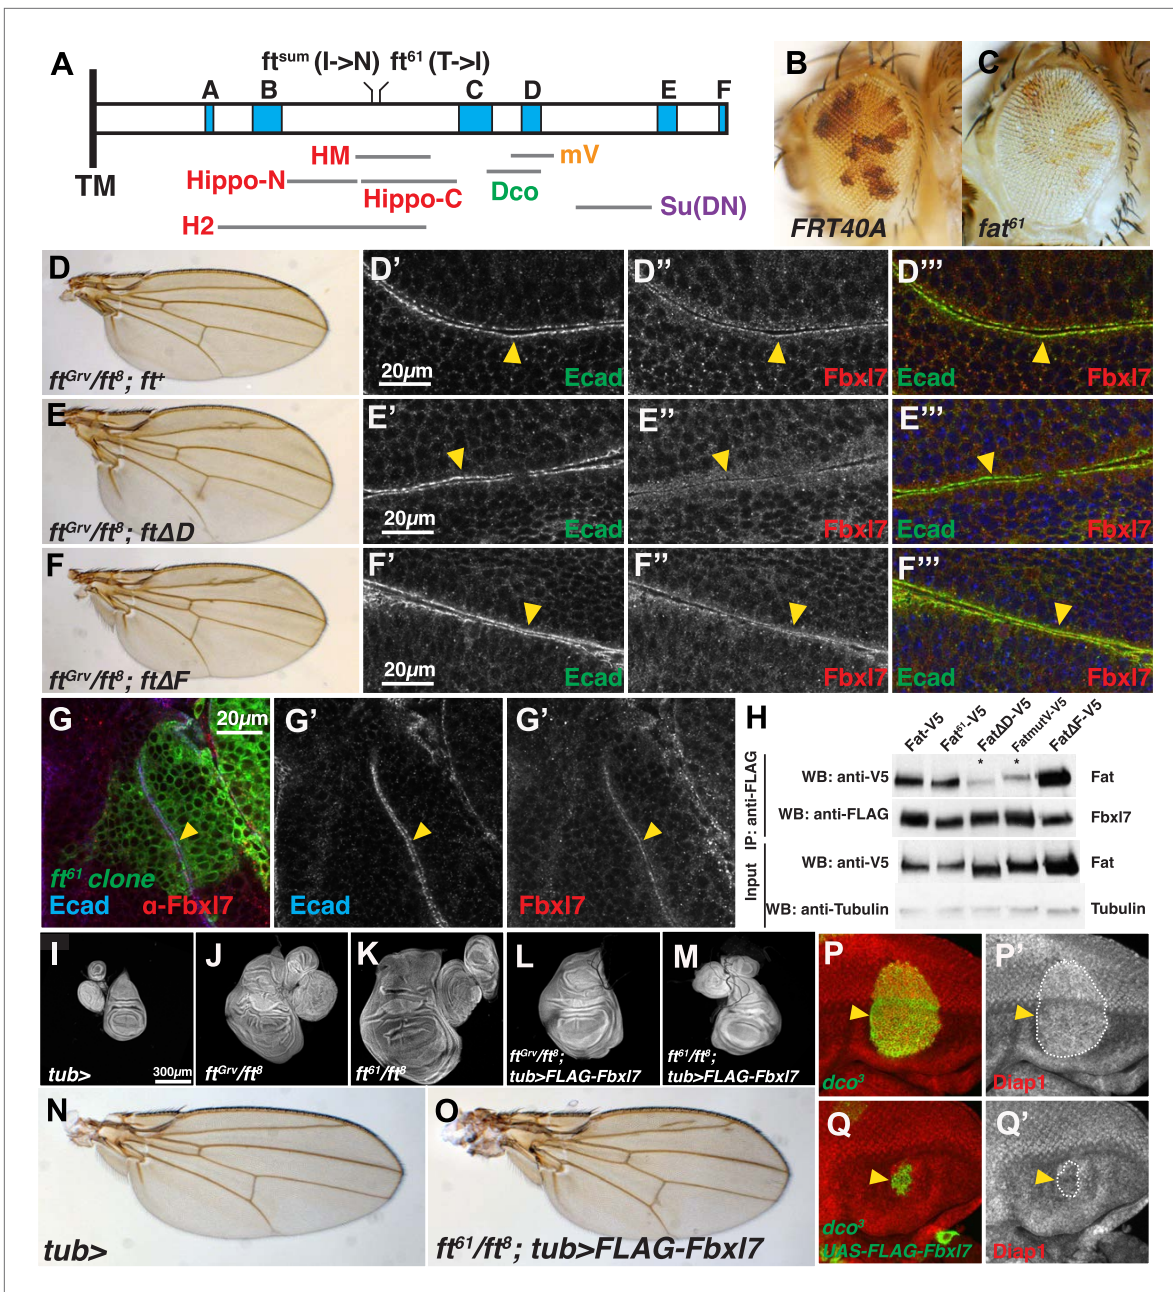 A
ft^sum (I->N) ft^61 (T->I)
A B C D E F
HM mV
Hippo-N Hippo-C Dco
TM
H2 Su(DN)
B
FRT40A
C
fat^61
D
ft^Grv/ft^8; ft+
D’
20μm
Ecad
D’’
Fbxl7
D’’’
Ecad Fbxl7
E
ft^Grv/ft^8; ftΔD
E’
20μm
Ecad
E’’
Fbxl7
E’’’
Ecad Fbxl7
F
ft^Grv/ft^8; ftΔF
F’
20μm
Ecad
F’’
Fbxl7
F’’’
Ecad Fbxl7
G
20μm
ft^61 clone
Ecad α-Fbxl7
G’
Ecad
G’
Fbxl7
H
Fat-V5 Fat^61-V5 FatΔD-V5 FatmutV-V5 FatΔF-V5
* *
IP: anti-FLAG
WB: anti-V5 Fat
WB: anti-FLAG Fbxl7
Input
WB: anti-V5 Fat
WB: anti-Tubulin Tubulin
I
tub>
300μm
J
ft^Grv/ft^8
K
ft^61/ft^8
L
ft^Grv/ft^8;
tub>FLAG-Fbxl7
M
ft^61/ft^8;
tub>FLAG-Fbxl7
N
tub>
O
ft^61/ft^8; tub>FLAG-Fbxl7
P
dco^3
P’
Diap1
Q
dco^3
UAS-FLAG-Fbxl7
Q’
Diap1